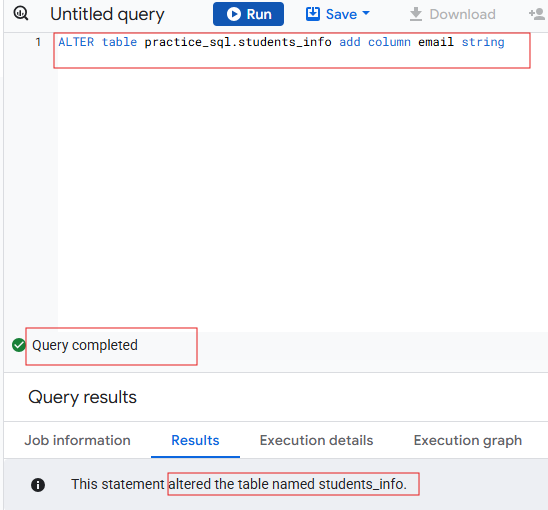 Untitled query Run Save Download
1 ALTER table practice_sql.students_info add column email string
Query completed
Query results
Job information Results Execution details Execution graph
This statement altered the table named students_info.